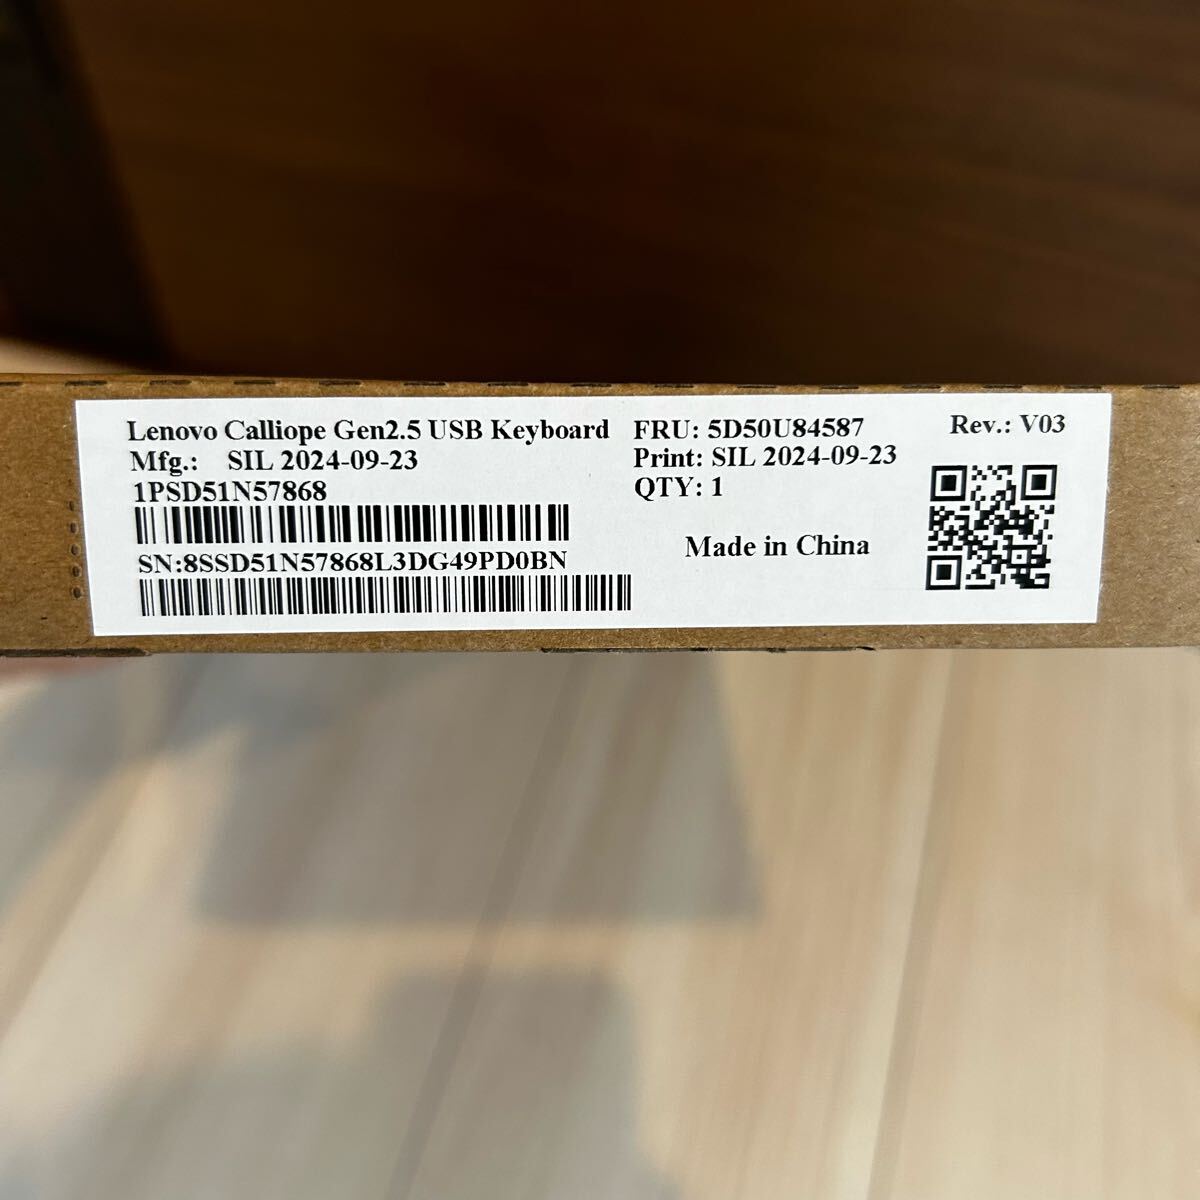 Lenovo Calliope Gen2.5 USB Keyboard
FRU: 5D50U84587
Rev.: V03
Mfg.: SIL 2024-09-23
Print: SIL 2024-09-23
1PSD51N57868
QTY: 1
Made in China
SN:8SSD51N57868L3DG49PD0BN